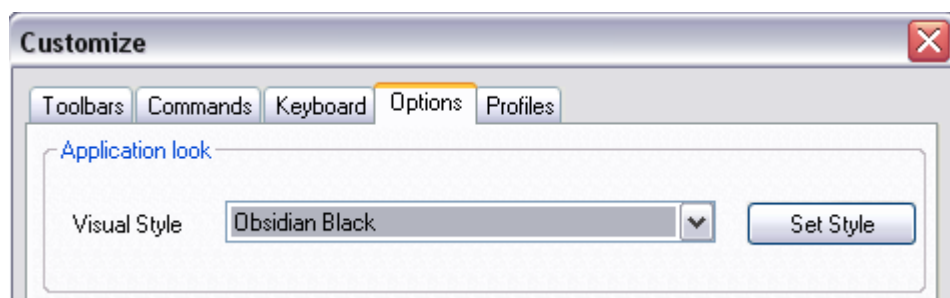 Customize
Toolbars Commands Keyboard Options Profiles
Application look
Visual Style Obsidian Black Set Style